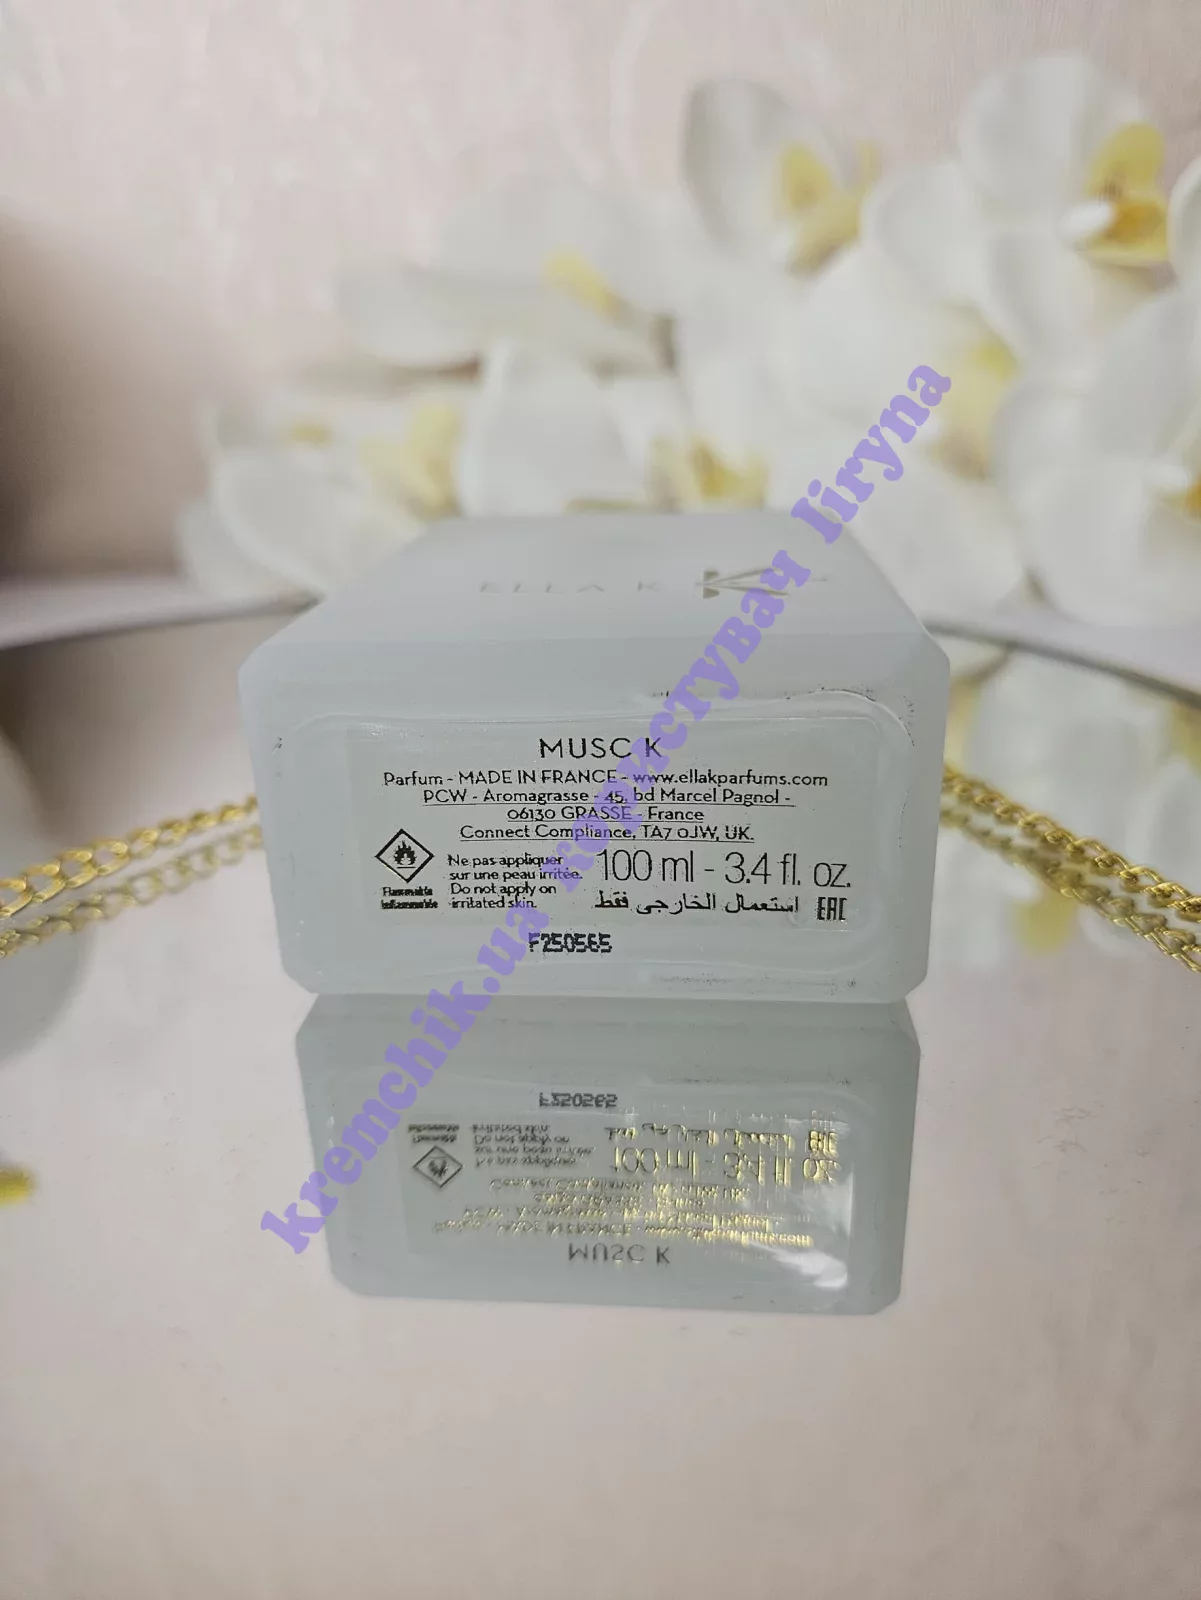 ELLA K K
MUSC K
Parfum - MADE IN FRANCE - www.ellakparfums.com
PCW - Aromagrasse - 45, bd Marcel Pagnol -
06130 GRASSE - France
Connect Compliance, TA7 0JW, UK.
Ne pas appliquer
sur une peau irritée.
Do not apply on
irritated skin.
100 ml - 3.4 fl. oz.
استعمال الخارجي فقط
EAC
Flammable
Inflammable
F250565
kremchik.ua користувач Iiryna